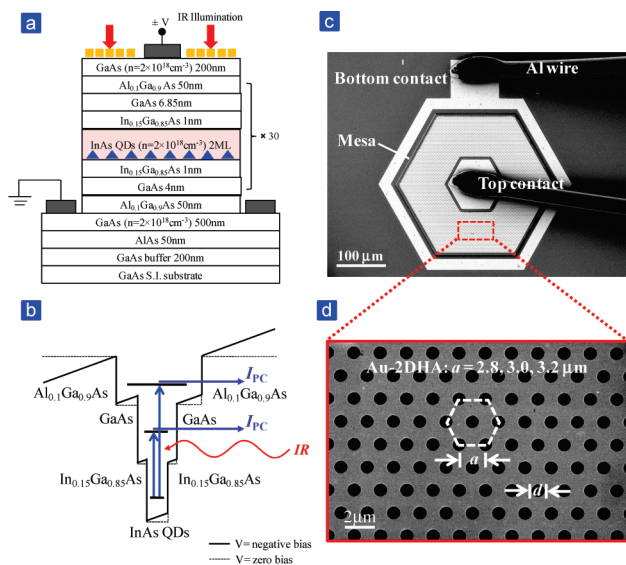 a
± V
IR Illumination
GaAs (n=2×10¹⁸cm⁻³) 200nm
Al₀.₁Ga₀.₉ As 50nm
GaAs 6.85nm
In₀.₁₅Ga₀.₈₅As 1nm
InAs QDs (n=2×10¹⁸cm⁻³) 2ML
× 30
In₀.₁₅Ga₀.₈₅As 1nm
GaAs 4nm
Al₀.₁Ga₀.₉As 50nm
GaAs (n=2×10¹⁸cm⁻³) 500nm
AlAs 50nm
GaAs buffer 200nm
GaAs S.I. substrate
b
I_PC
Al₀.₁Ga₀.₉As
Al₀.₁Ga₀.₉As
GaAs
GaAs
I_PC
IR
In₀.₁₅Ga₀.₈₅As
In₀.₁₅Ga₀.₈₅As
InAs QDs
V= negative bias
V= zero bias
c
Bottom contact
Al wire
Mesa
Top contact
100 μm
d
Au-2DHA: a = 2.8, 3.0, 3.2 μm
a
d
2μm